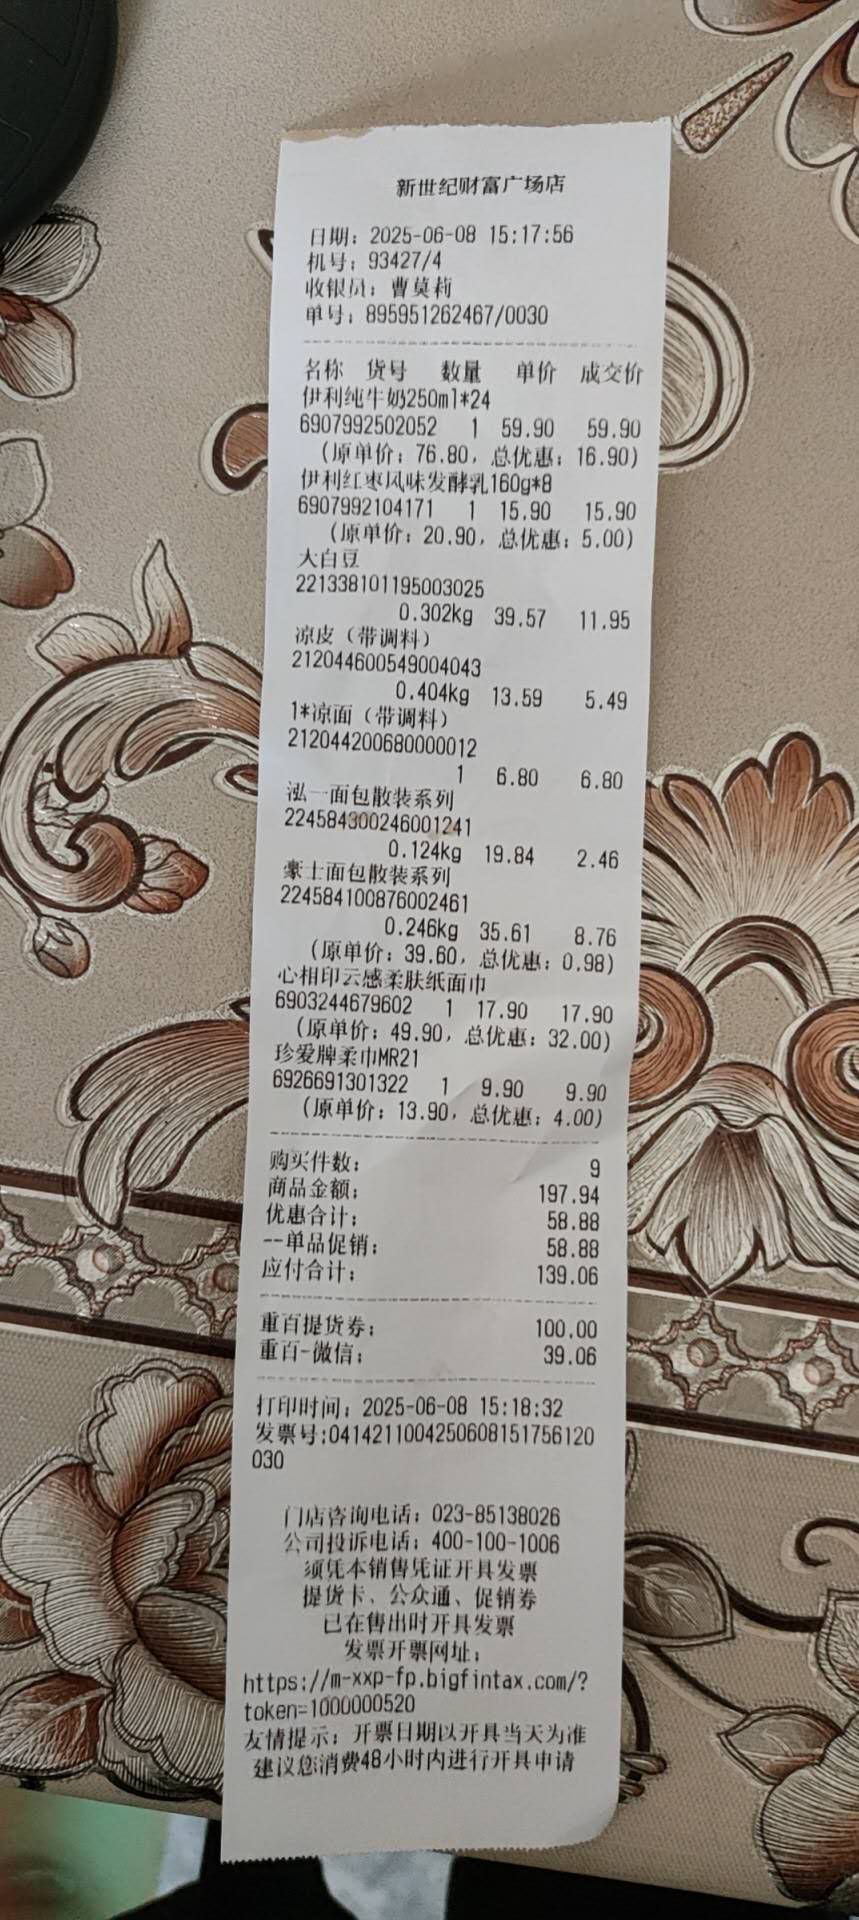 新世纪财富广场店
日期：2025-06-08 15:17:56
机号：93427/4
收银员：曹莫莉
单号：895951262467/0030
名称 货号 数量 单价 成交价
伊利纯牛奶250ml*24
6907992502052 1 59.90 59.90
（原单价：76.80，总优惠：16.90）
伊利红枣风味发酵乳160g*8
6907992104171 1 15.90 15.90
（原单价：20.90，总优惠：5.00）
大白豆
221338101195003025
0.302kg 39.57 11.95
凉皮（带调料）
212044600549004043
0.404kg 13.59 5.49
1*凉面（带调料）
212044200680000012
1 6.80 6.80
泓一面包散装系列
224584300246001241
0.124kg 19.84 2.46
豪士面包散装系列
224584100876002461
0.246kg 35.61 8.76
（原单价：39.60，总优惠：0.98）
心相印云感柔肤纸面巾
6903244679602 1 17.90 17.90
（原单价：49.90，总优惠：32.00）
珍爱牌柔巾MR21
6926691301322 1 9.90 9.90
（原单价：13.90，总优惠：4.00）
购买件数： 9
商品金额： 197.94
优惠合计： 58.88
--单品促销： 58.88
应付合计： 139.06
重百提货券： 100.00
重百-微信： 39.06
打印时间：2025-06-08 15:18:32
发票号:0414211004250608151756120
030
门店咨询电话：023-85138026
公司投诉电话：400-100-1006
须凭本销售凭证开具发票
提货卡、公众通、促销券
已在售出时开具发票
发票开票网址：
https://m-xxp-fp.bigfintax.com/?
token=1000000520
友情提示：开票日期以开具当天为准
建议您消费48小时内进行开具申请